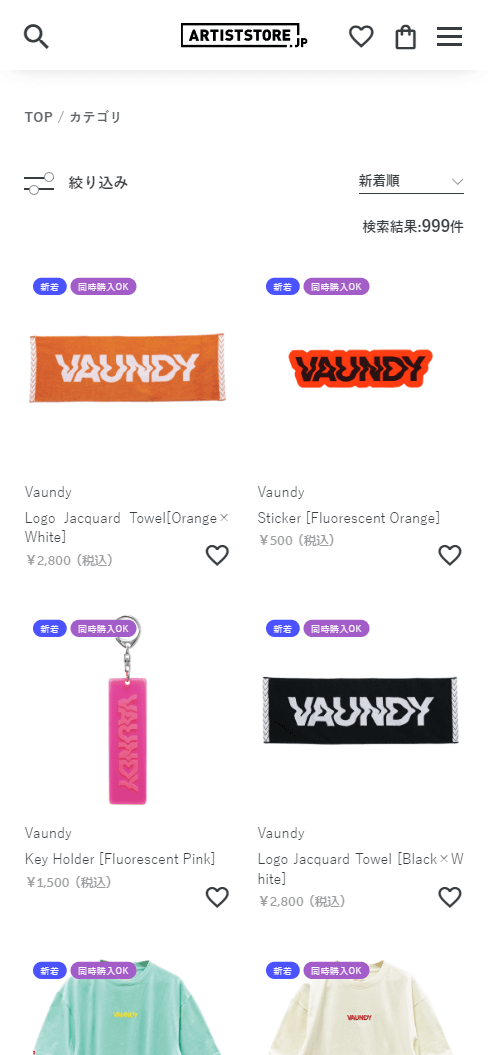 ARTISTSTORE.JP
TOP / カテゴリ
絞り込み
新着順
検索結果:999件
新着 同時購入OK
新着 同時購入OK
VAUNDY
VAUNDY
Vaundy
Logo Jacquard Towel[Orange×
White]
¥2,800（税込）
Vaundy
Sticker [Fluorescent Orange]
¥500（税込）
新着 同時購入OK
新着 同時購入OK
VAUNDY
VAUNDY
Vaundy
Key Holder [Fluorescent Pink]
¥1,500（税込）
Vaundy
Logo Jacquard Towel [Black×W
hite]
¥2,800（税込）
新着 同時購入OK
新着 同時購入OK
VAUNDY
VAUNDY